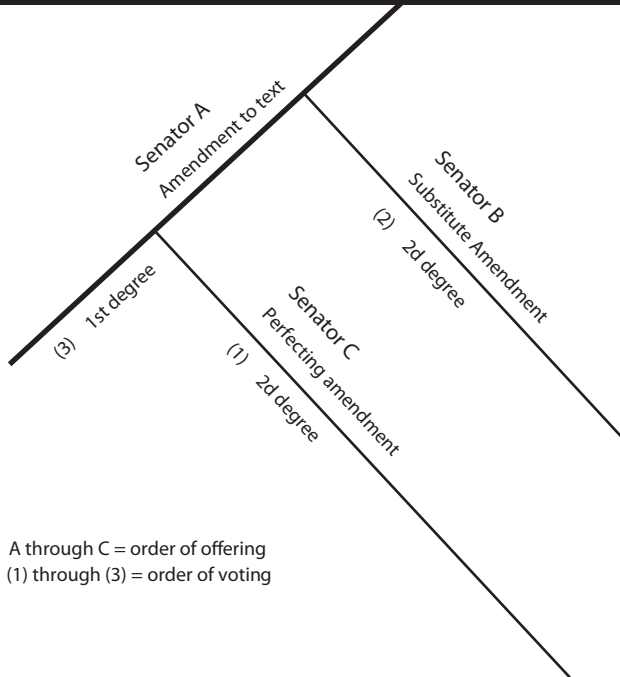 Senator A
Amendment to text
(3) 1st degree
Senator B
Substitute Amendment
(2) 2d degree
Senator C
Perfecting amendment
(1) 2d degree
A through C = order of offering
(1) through (3) = order of voting